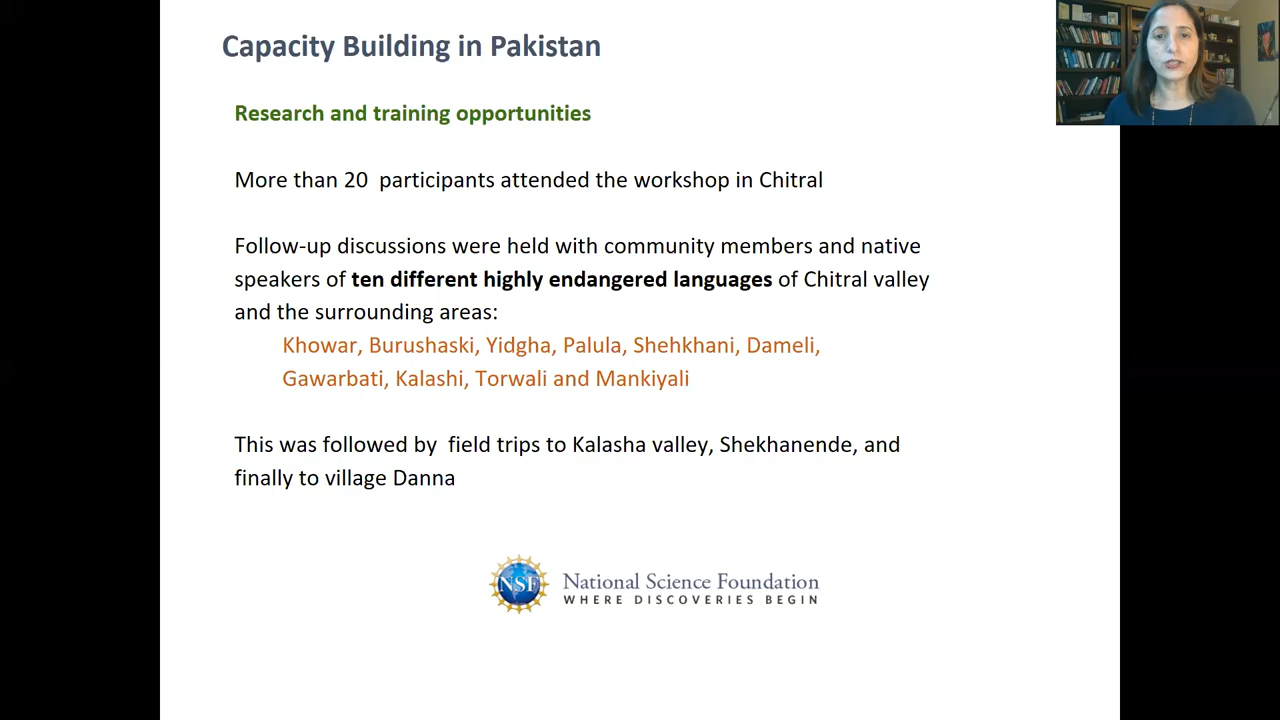 Capacity Building in Pakistan
Research and training opportunities
More than 20  participants attended the workshop in Chitral
Follow-up discussions were held with community members and native
speakers of ten different highly endangered languages of Chitral valley
and the surrounding areas:
Khowar, Burushaski, Yidgha, Palula, Shehkhani, Dameli,
Gawarbati, Kalashi, Torwali and Mankiyali
This was followed by  field trips to Kalasha valley, Shekhanende, and
finally to village Danna
NSF
National Science Foundation
WHERE DISCOVERIES BEGIN